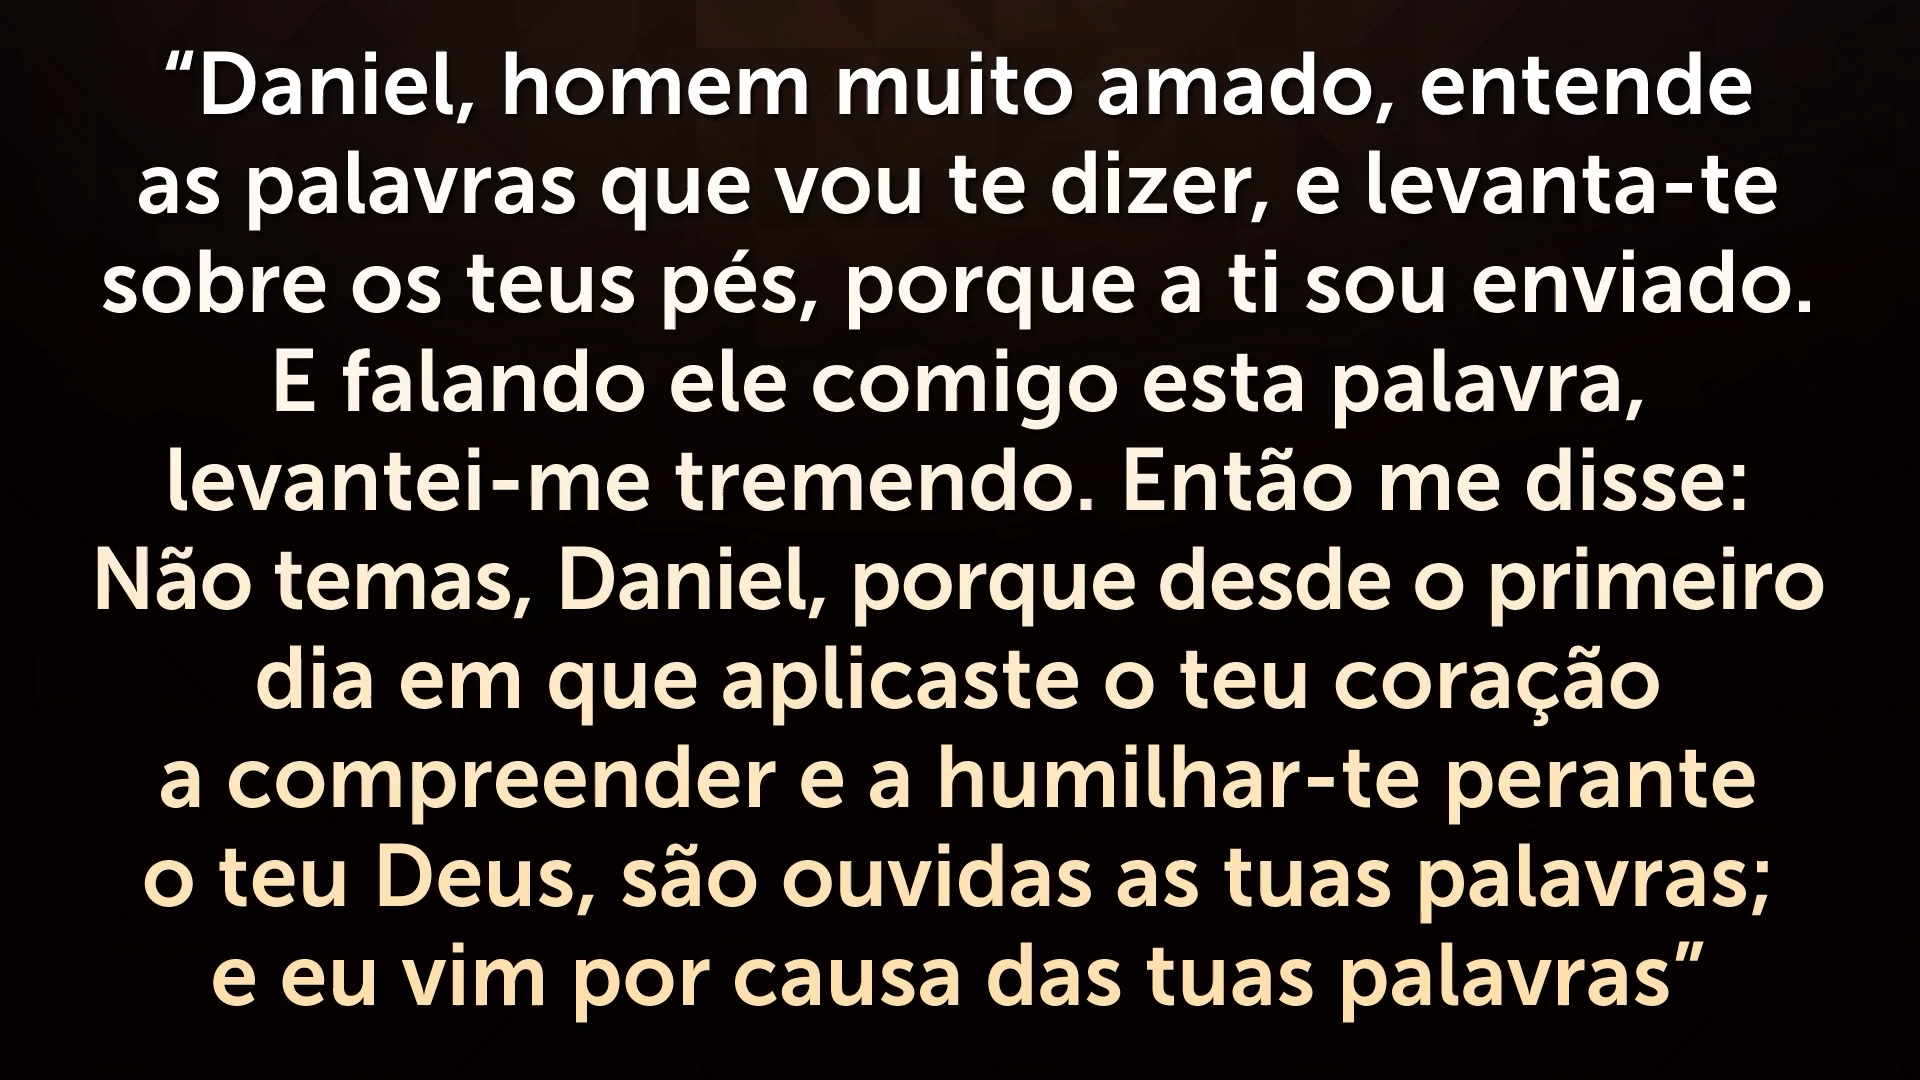 “Daniel, homem muito amado, entende
as palavras que vou te dizer, e levanta-te
sobre os teus pés, porque a ti sou enviado.
E falando ele comigo esta palavra,
levantei-me tremendo. Então me disse:
Não temas, Daniel, porque desde o primeiro
dia em que aplicaste o teu coração
a compreender e a humilhar-te perante
o teu Deus, são ouvidas as tuas palavras;
e eu vim por causa das tuas palavras”